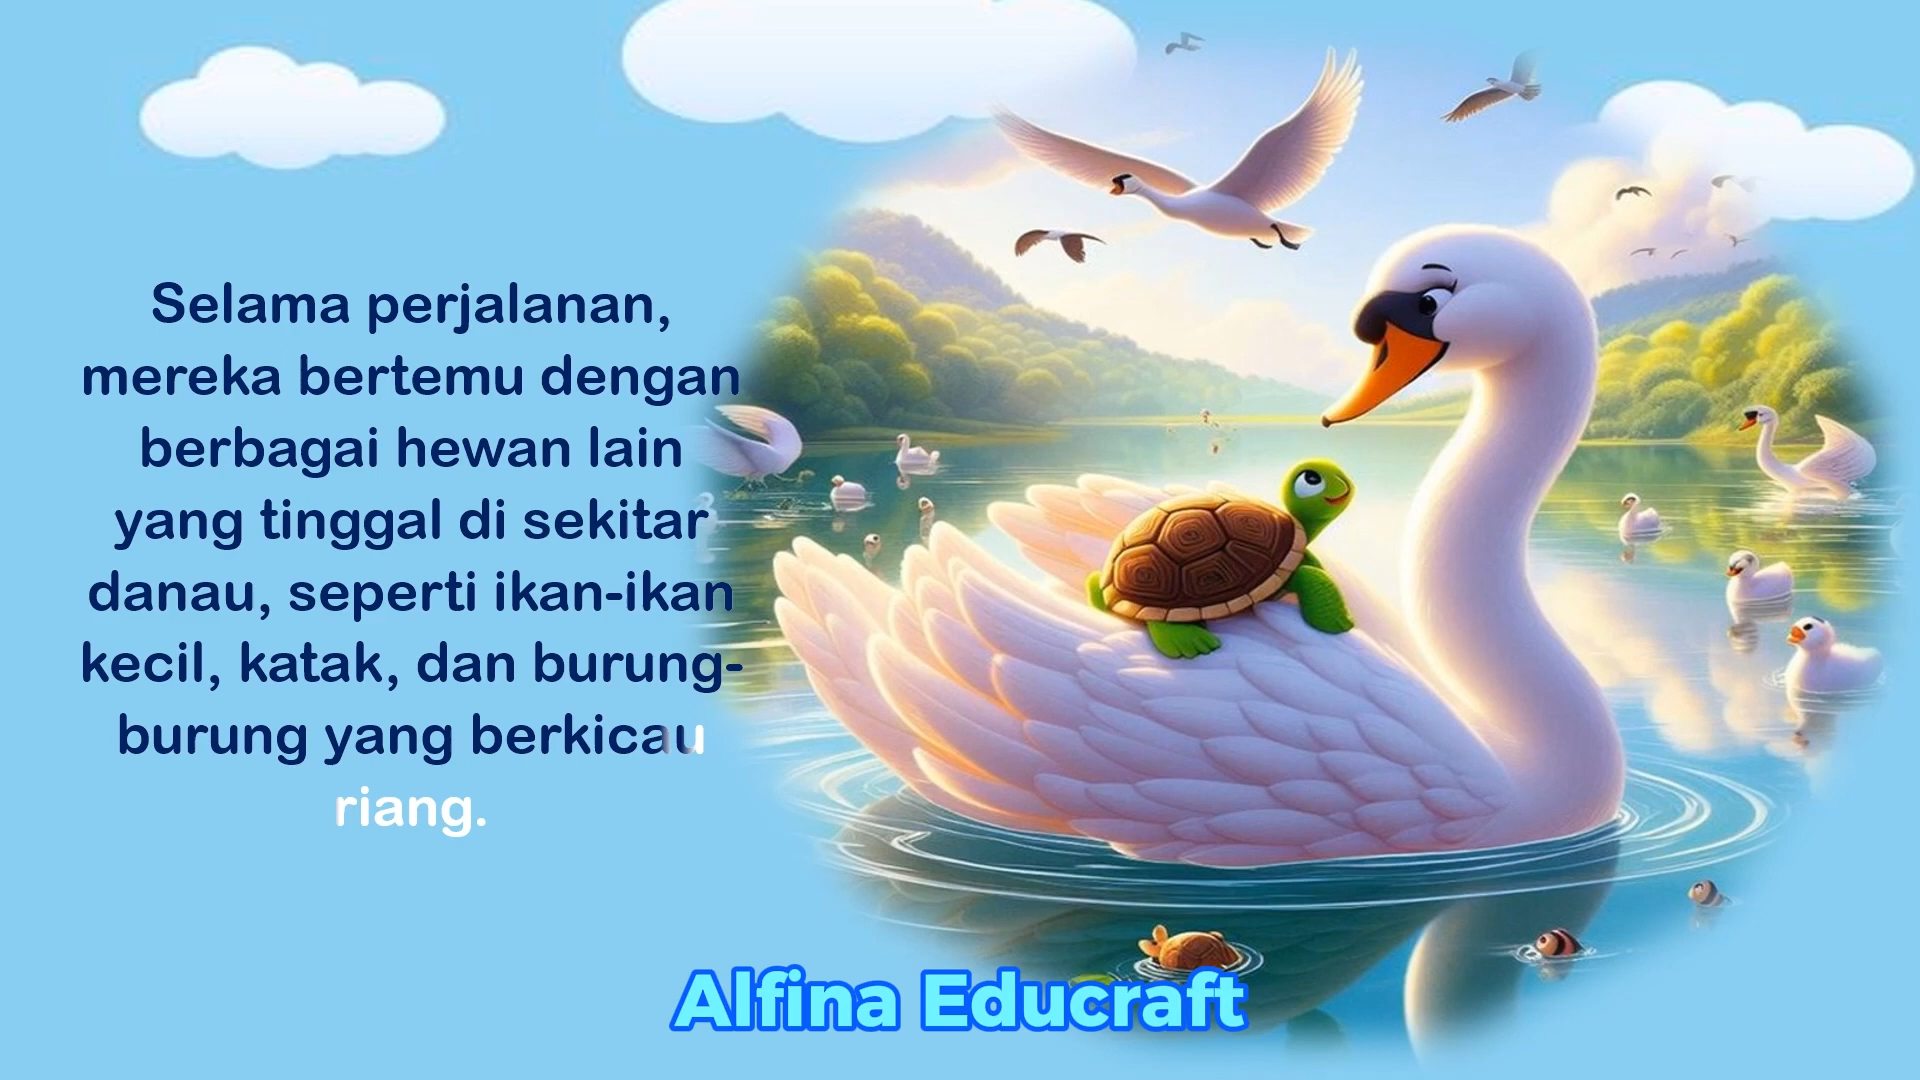 Selama perjalanan,
mereka bertemu dengan
berbagai hewan lain
yang tinggal di sekitar
danau, seperti ikan-ikan
kecil, katak, dan burung-
burung yang berkicau
riang.
Alfina Educraft